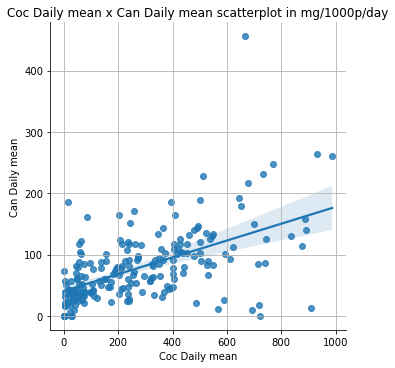 Coc Daily mean x Can Daily mean scatterplot in mg/1000p/day
400
300
Can Daily mean
200
100
0
0 200 400 600 800 1000
Coc Daily mean